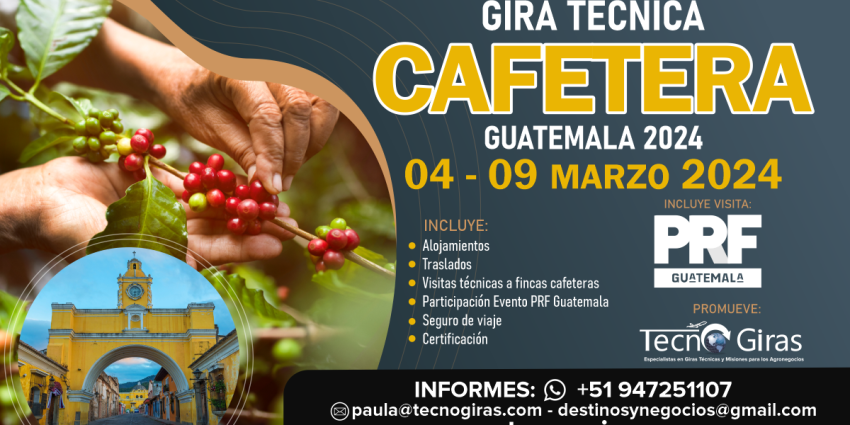 GIRA TÉCNICA
CAFETERA
GUATEMALA 2024
04 - 09 MARZO 2024
INCLUYE:
Alojamientos
Traslados
Visitas técnicas a fincas cafeteras
Participación Evento PRF Guatemala
Seguro de viaje
Certificación
INCLUYE VISITA:
PRF
GUATEMALA
PROMUEVE:
TECNOGIRAS
Especialistas en Giras Técnicas y Misiones para los Agronegocios
INFORMES: +51 947251107
paula@tecnogiras.com - destinosynegocios@gmail.com